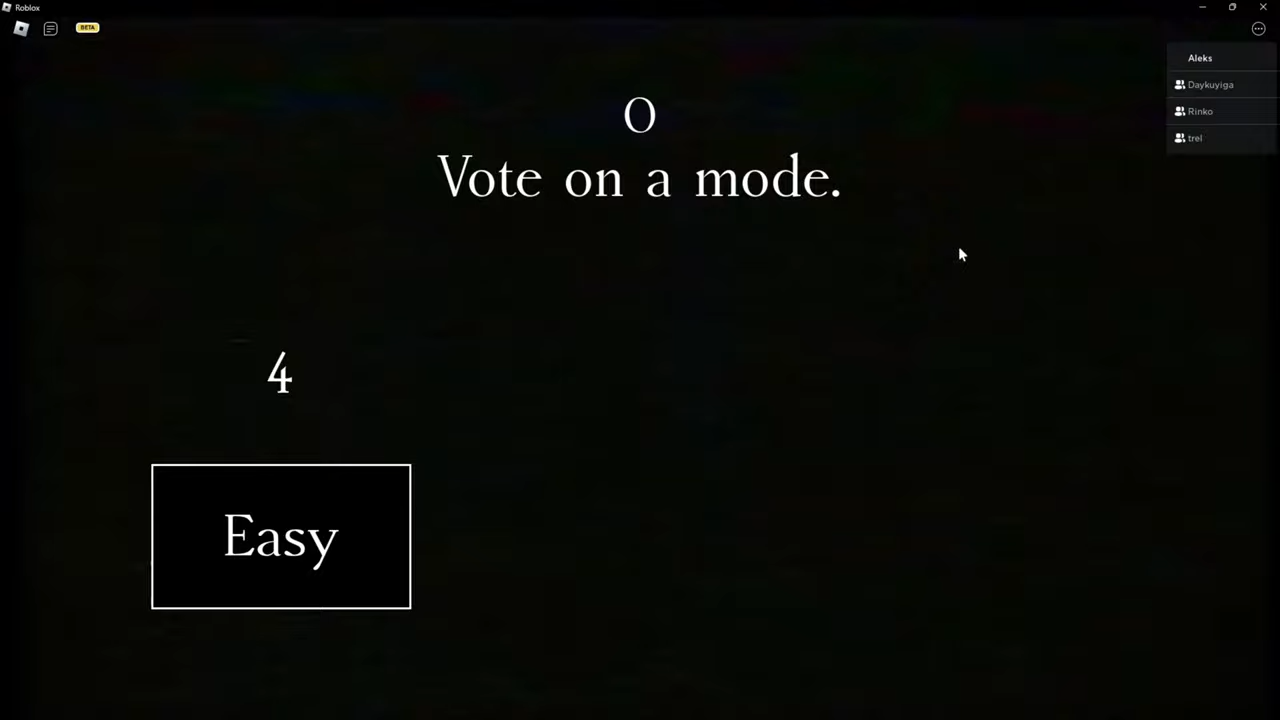 Roblox
BETA
Aleks
Daykuyiga
Rinko
trel
0
Vote on a mode.
4
Easy